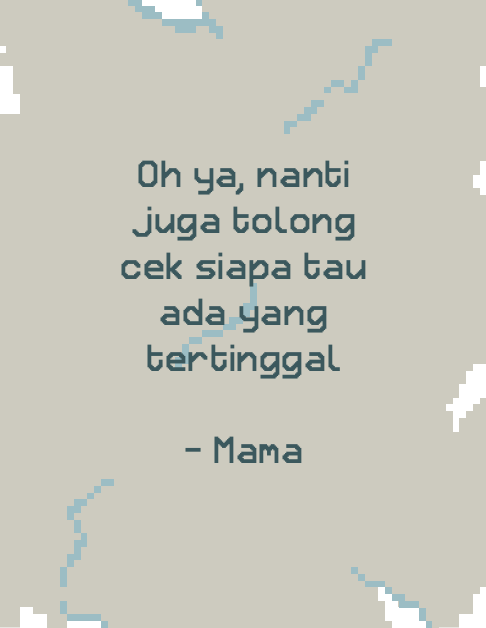 Oh ya, nanti
juga tolong
cek siapa tau
ada yang
tertinggal
- Mama